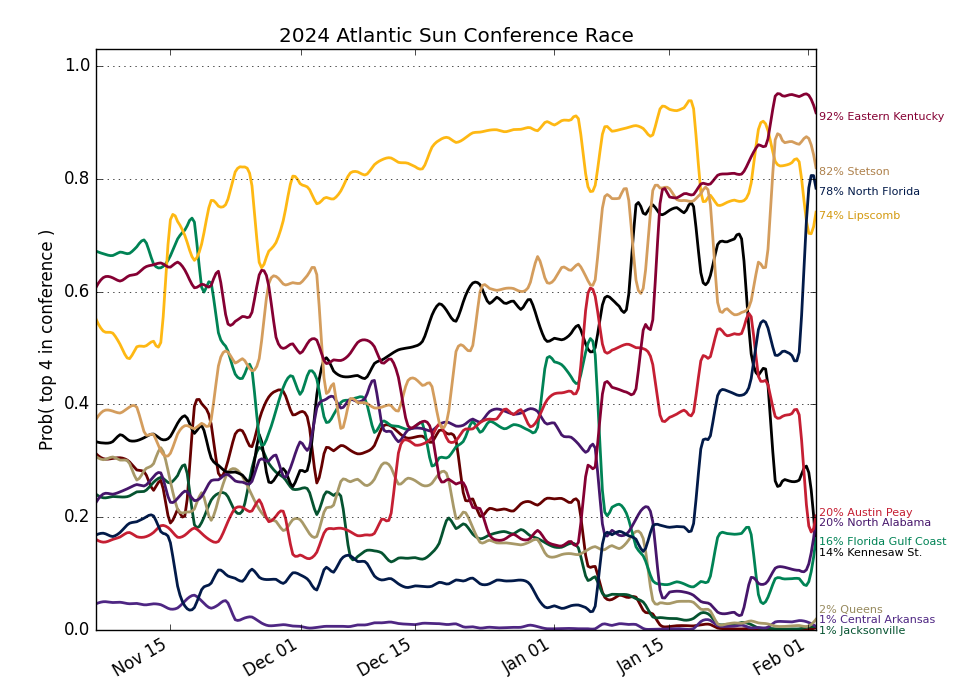 2024 Atlantic Sun Conference Race
Prob( top 4 in conference )
1.0
0.8
0.6
0.4
0.2
0.0
Nov 15
Dec 01
Dec 15
Jan 01
Jan 15
Feb 01
92% Eastern Kentucky
82% Stetson
78% North Florida
74% Lipscomb
20% Austin Peay
20% North Alabama
16% Florida Gulf Coast
14% Kennesaw St.
2% Queens
1% Central Arkansas
1% Jacksonville